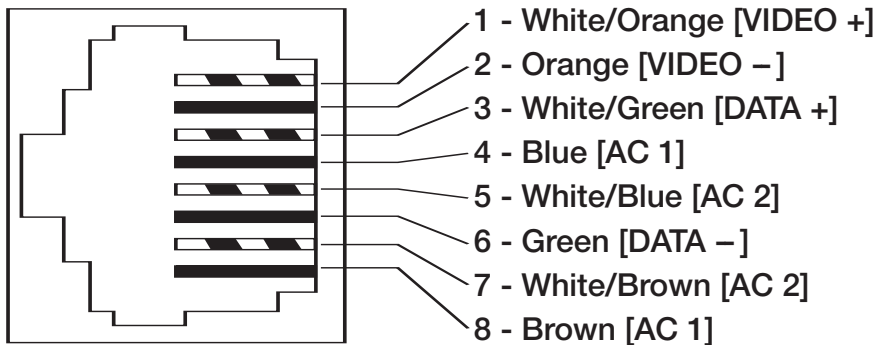 1 - White/Orange [VIDEO +]
2 - Orange [VIDEO –]
3 - White/Green [DATA +]
4 - Blue [AC 1]
5 - White/Blue [AC 2]
6 - Green [DATA –]
7 - White/Brown [AC 2]
8 - Brown [AC 1]